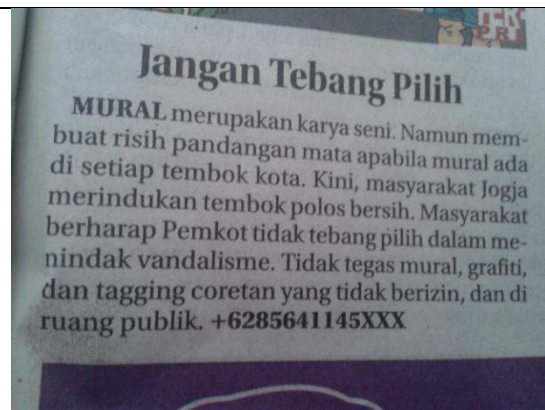 Jangan Tebang Pilih
MURAL merupakan karya seni. Namun mem-
buat risih pandangan mata apabila mural ada
di setiap tembok kota. Kini, masyarakat Jogja
merindukan tembok polos bersih. Masyarakat
berharap Pemkot tidak tebang pilih dalam me-
nindak vandalisme. Tidak tegas mural, grafiti,
dan tagging coretan yang tidak berizin, dan di
ruang publik. +6285641145XXX